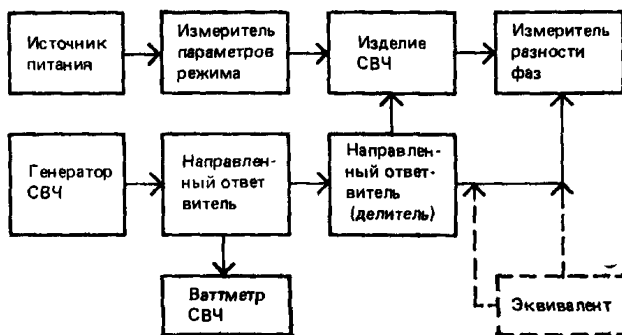 Источник
питания
Измеритель
параметров
режима
Изделие
СВЧ
Измеритель
разности
фаз
Генератор
СВЧ
Направлен-
ный ответ
витель
Направлен-
ный ответ-
витель
(делитель)
Ваттметр
СВЧ
Эквивалент